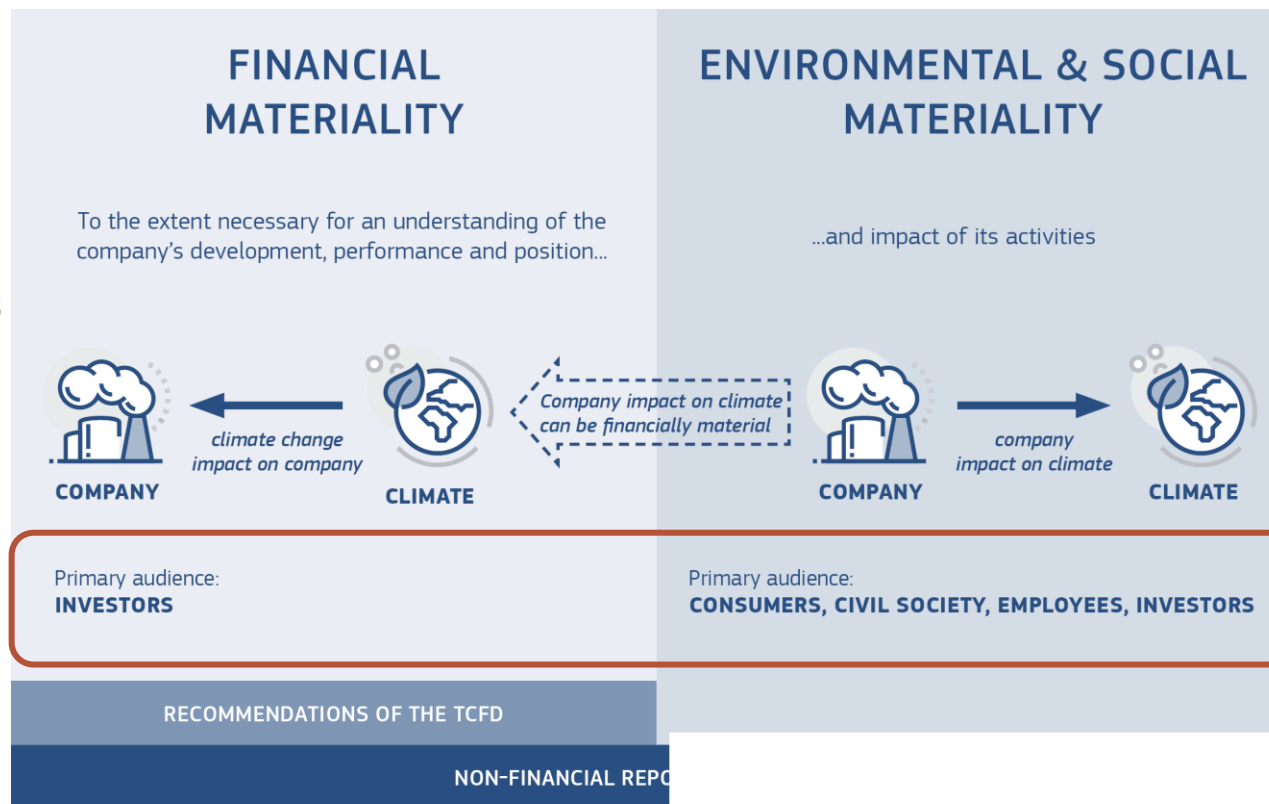 FINANCIAL
MATERIALITY
To the extent necessary for an understanding of the
company's development, performance and position...
climate change
impact on company
COMPANY
CLIMATE
Company impact on climate
can be financially material
Primary audience:
INVESTORS
RECOMMENDATIONS OF THE TCFD
ENVIRONMENTAL & SOCIAL
MATERIALITY
...and impact of its activities
company
impact on climate
COMPANY
CLIMATE
Primary audience:
CONSUMERS, CIVIL SOCIETY, EMPLOYEES, INVESTORS
NON-FINANCIAL